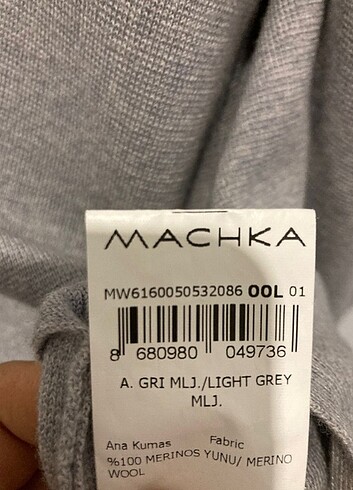 MACHKA
MW6160050532086 00L 01
8 680980 049736
A. GRI MLJ./LIGHT GREY
MLJ.
Ana Kumas Fabric
%100 MERINOS YUNU/ MERINO
WOOL